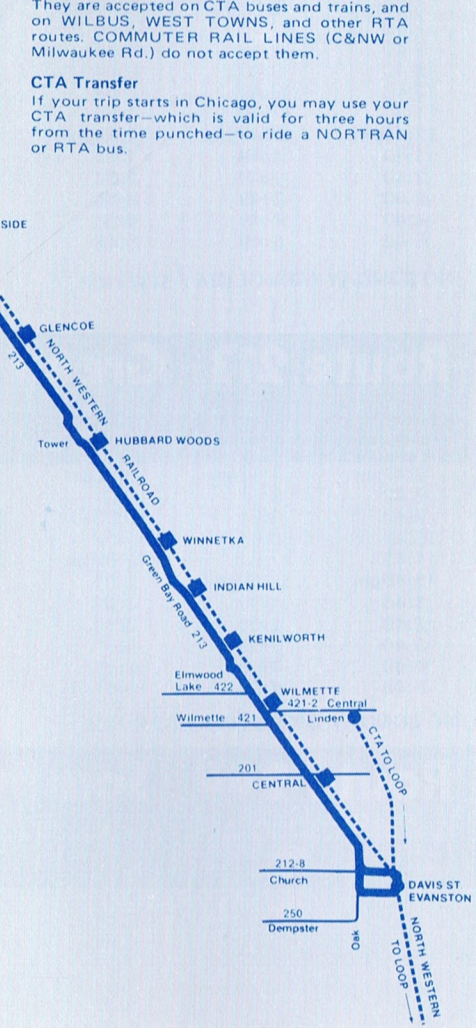 They are accepted on CTA buses and trains, and
on WILBUS, WEST TOWNS, and other RTA
routes. COMMUTER RAIL LINES (C&NW or
Milwaukee Rd.) do not accept them.
CTA Transfer
If your trip starts in Chicago, you may use your
CTA transfer—which is valid for three hours
from the time punched—to ride a NORTRAN
or RTA bus.
SIDE
GLENCOE
213
NORTH WESTERN
Tower
HUBBARD WOODS
RAILROAD
WINNETKA
Green Bay Road 213
INDIAN HILL
KENILWORTH
Elmwood
Lake 422
WILMETTE
421-2 Central
Wilmette 421
Linden
CTA TO LOOP
201
CENTRAL
212-8
Church
DAVIS ST.
EVANSTON
250
Dempster
Oak
NORTH WESTERN
TO LOOP